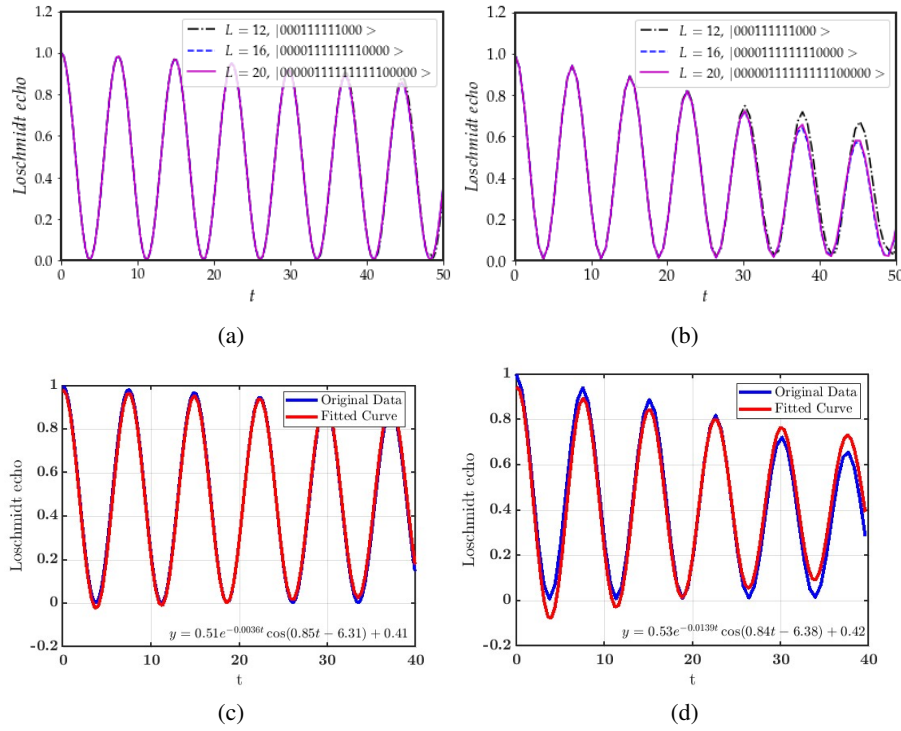 1.2
1.0
0.8
0.6
0.4
0.2
0.0
Loschmidt echo
L = 12, |000111111000 >
L = 16, |0000111111110000 >
L = 20, |00000111111111100000 >
0 10 20 30 40 50
t
(a)
1.2
1.0
0.8
0.6
0.4
0.2
0.0
Loschmidt echo
L = 12, |000111111000 >
L = 16, |0000111111110000 >
L = 20, |00000111111111100000 >
0 10 20 30 40 50
t
(b)
1
0.8
0.6
0.4
0.2
0
-0.2
Loschmidt echo
Original Data
Fitted Curve
y = 0.51e^{-0.0036t} cos(0.85t − 6.31) + 0.41
0 10 20 30 40
t
(c)
1
0.8
0.6
0.4
0.2
0
-0.2
Loschmidt echo
Original Data
Fitted Curve
y = 0.53e^{-0.0139t} cos(0.84t − 6.38) + 0.42
0 10 20 30 40
t
(d)